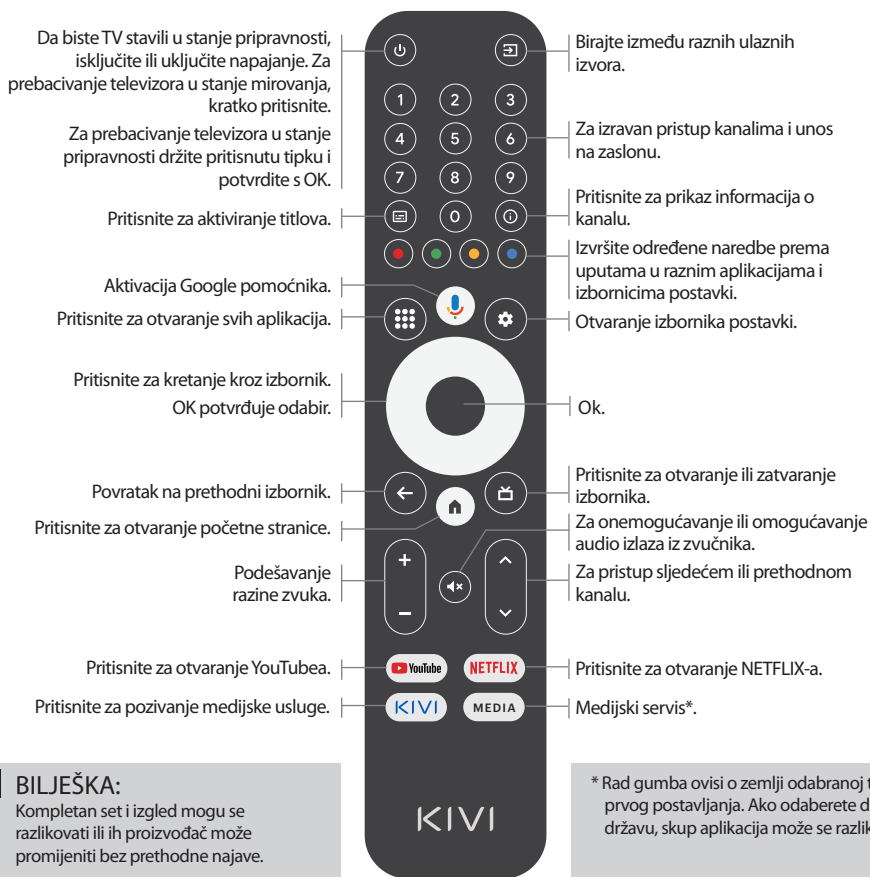 Da biste TV stavili u stanje pripravnosti,
isključite ili uključite napajanje. Za
prebacivanje televizora u stanje mirovanja,
kratko pritisnite.
Za prebacivanje televizora u stanje
pripravnosti držite pritisnutu tipku i
potvrdite s OK.
Pritisnite za aktiviranje titlova.
Aktivacija Google pomoćnika.
Pritisnite za otvaranje svih aplikacija.
Pritisnite za kretanje kroz izbornik.
OK potvrđuje odabir.
Povratak na prethodni izbornik.
Pritisnite za otvaranje početne stranice.
Podešavanje
razine zvuka.
Pritisnite za otvaranje YouTubea.
Pritisnite za pozivanje medijske usluge.
1 2 3
4 5 6
7 8 9
0
YouTube NETFLIX
KIVI MEDIA
KIVI
Birajte između raznih ulaznih
izvora.
Za izravan pristup kanalima i unos
na zaslonu.
Pritisnite za prikaz informacija o
kanalu.
Izvršite određene naredbe prema
uputama u raznim aplikacijama i
izbornicima postavki.
Otvaranje izbornika postavki.
Ok.
Pritisnite za otvaranje ili zatvaranje
izbornika.
Za onemogućavanje ili omogućavanje
audio izlaza iz zvučnika.
Za pristup sljedećem ili prethodnom
kanalu.
Pritisnite za otvaranje NETFLIX-a.
Medijski servis*.
BILJEŠKA:
Kompletan set i izgled mogu se
razlikovati ili ih proizvođač može
promijeniti bez prethodne najave.
* Rad gumba ovisi o zemlji odabranoj
prvog postavljanja. Ako odaberete
državu, skup aplikacija može se